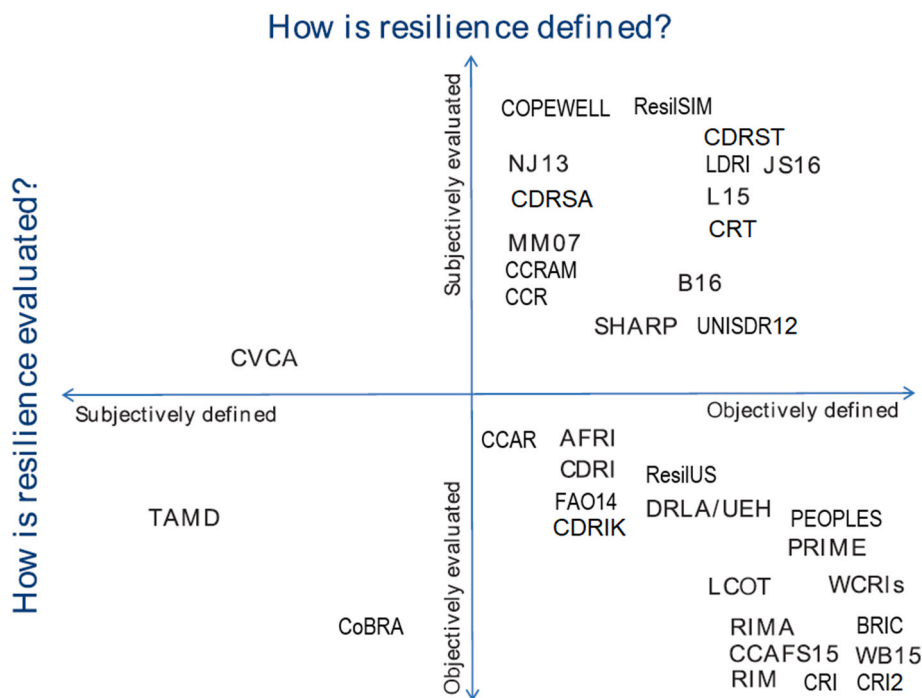 How is resilience defined?
How is resilience evaluated?
Subjectively evaluated
COPEWELL ResilSIM
CDRST
NJ13 LDRI JS16
CDRSA L15
CRT
MM07
CCRAM
CCR B16
SHARP UNISDR12
CVCA
Subjectively defined Objectively defined
Objectively evaluated
CCAR AFRI
CDRI ResilUS
FAO14 DRLA/UEH
TAMD PEOPLES
CDRIK
PRIME
LCOT WCRIs
CoBRA RIMA BRIC
CCAFS15 WB15
RIM CRI CRI2